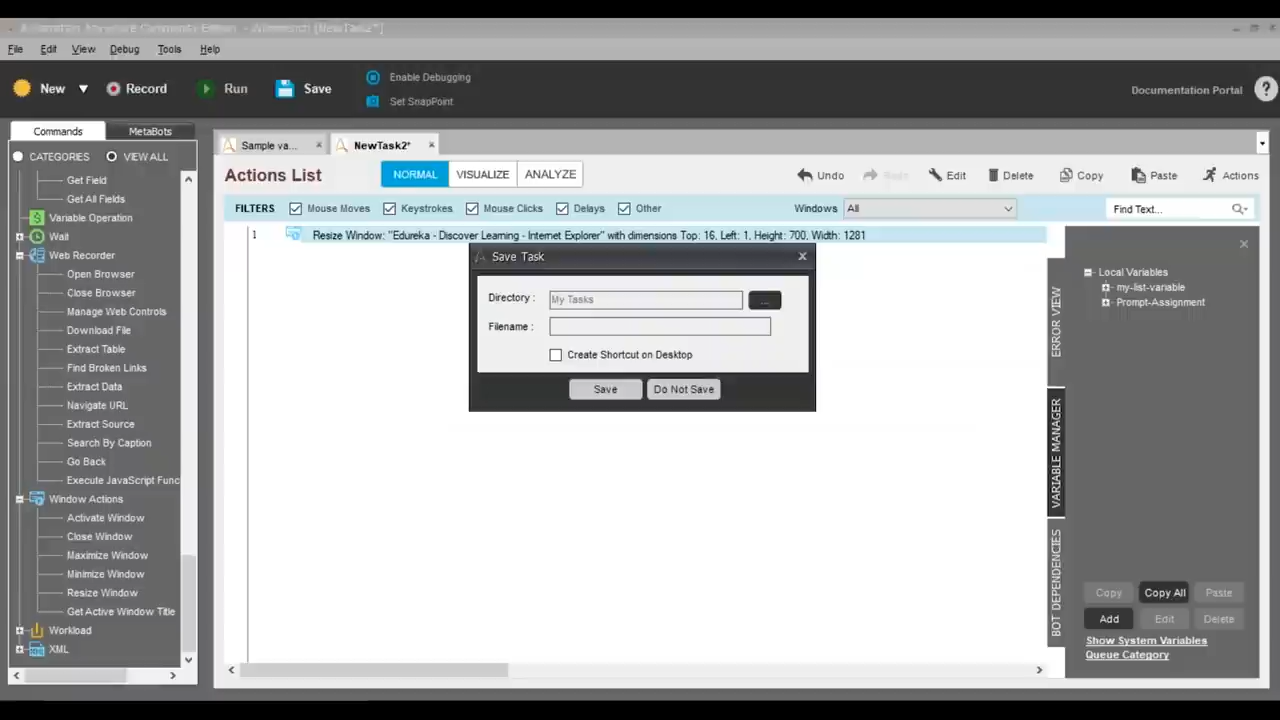 Automation Anywhere Community Edition - Workbench [NewTask2*]
File Edit View Debug Tools Help
New Record Run Save
Enable Debugging
Set SnapPoint
Documentation Portal ?
Commands MetaBots
CATEGORIES VIEW ALL
Get Field
Get All Fields
Variable Operation
Wait
Web Recorder
Open Browser
Close Browser
Manage Web Controls
Download File
Extract Table
Find Broken Links
Extract Data
Navigate URL
Extract Source
Search By Caption
Go Back
Execute JavaScript Func
Window Actions
Activate Window
Close Window
Maximize Window
Minimize Window
Resize Window
Get Active Window Title
Workload
XML
Sample va... NewTask2*
Actions List NORMAL VISUALIZE ANALYZE
Undo Redo Edit Delete Copy Paste Actions
FILTERS Mouse Moves Keystrokes Mouse Clicks Delays Other Windows All Find Text...
1 Resize Window: "Edureka - Discover Learning - Internet Explorer" with dimensions Top: 16, Left: 1, Height: 700, Width: 1281
Save Task
Directory : My Tasks ...
Filename :
Create Shortcut on Desktop
Save Do Not Save
ERROR VIEW
VARIABLE MANAGER
BOT DEPENDENCIES
Local Variables
my-list-variable
Prompt-Assignment
Copy Copy All Paste
Add Edit Delete
Show System Variables
Queue Category